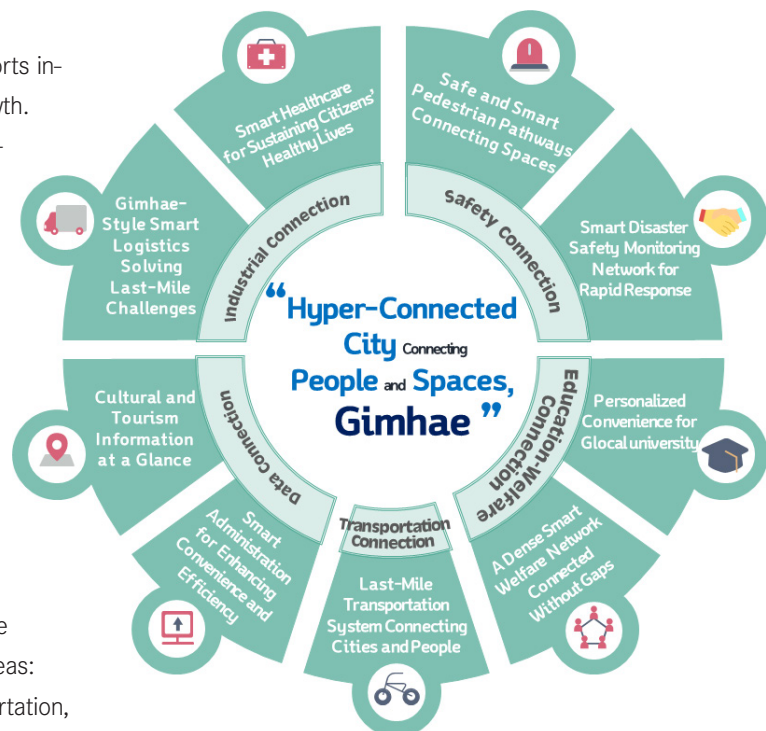 orts in-
th.
-
e
eas:
rtation,
Smart Healthcare
for Sustaining Citizens'
Healthy Lives
Safe and Smart
Pedestrian Pathways
Connecting Spaces
Gimhae-
Style Smart
Logistics
Solving
Last-Mile
Challenges
Industrial Connection
Safety Connection
Smart Disaster
Safety Monitoring
Network for
Rapid Response
“Hyper-Connected
City Connecting
People and Spaces,
Gimhae”
Cultural and
Tourism
Information
at a Glance
Data Connection
Education-Welfare
Connection
Personalized
Convenience for
Glocal university
Smart
Administration
for Enhancing
Convenience and
Efficiency
Transportation
Connection
Last-Mile
Transportation
System Connecting
Cities and People
A Dense Smart
Welfare Network
Connected
Without Gaps